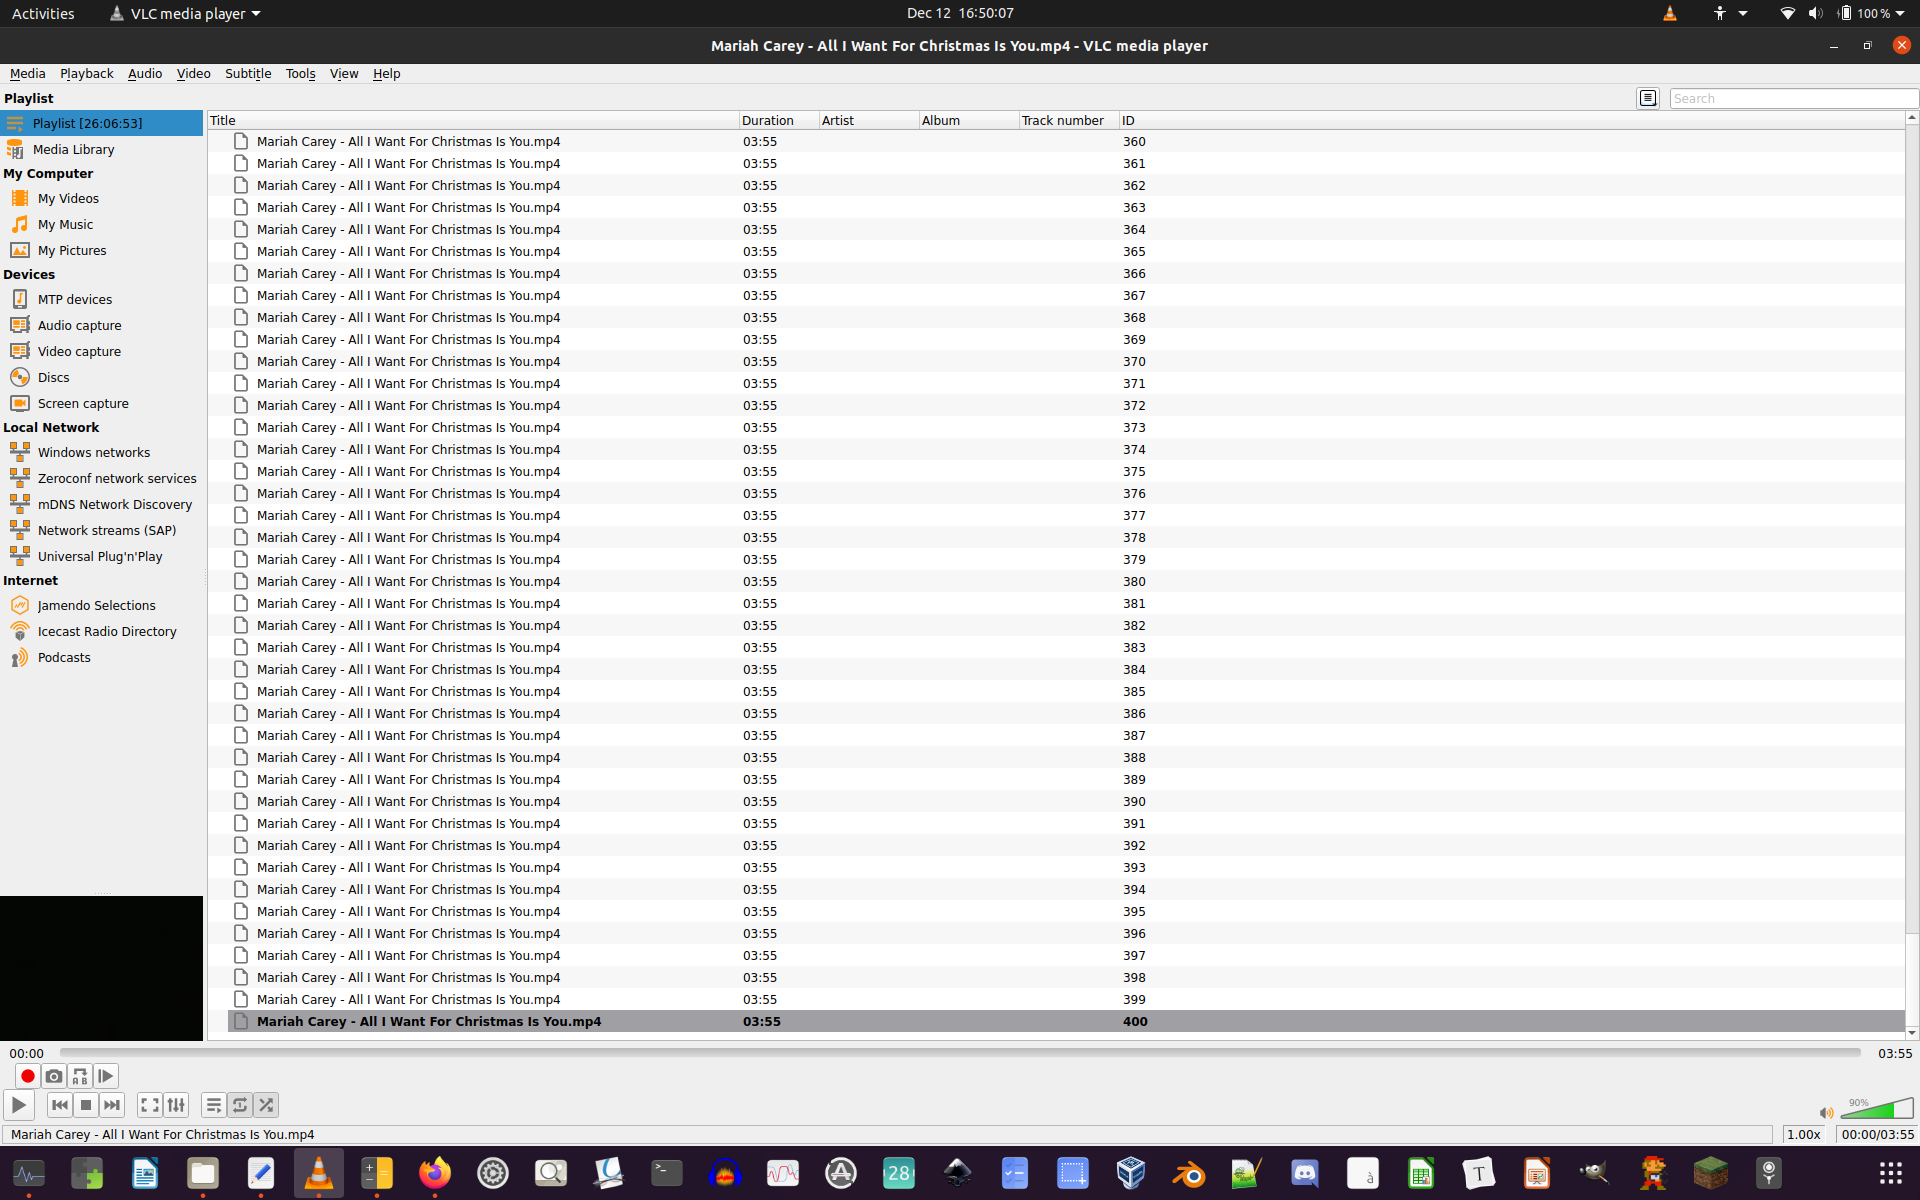 Activities VLC media player Dec 12 16:50:07 100 %
Mariah Carey - All I Want For Christmas Is You.mp4 - VLC media player
Media Playback Audio Video Subtitle Tools View Help
Playlist
Search
Playlist [26:06:53]
Media Library
My Computer
My Videos
My Music
My Pictures
Devices
MTP devices
Audio capture
Video capture
Discs
Screen capture
Local Network
Windows networks
Zeroconf network services
mDNS Network Discovery
Network streams (SAP)
Universal Plug'n'Play
Internet
Jamendo Selections
Icecast Radio Directory
Podcasts
Title Duration Artist Album Track number ID
Mariah Carey - All I Want For Christmas Is You.mp4 03:55 360
Mariah Carey - All I Want For Christmas Is You.mp4 03:55 361
Mariah Carey - All I Want For Christmas Is You.mp4 03:55 362
Mariah Carey - All I Want For Christmas Is You.mp4 03:55 363
Mariah Carey - All I Want For Christmas Is You.mp4 03:55 364
Mariah Carey - All I Want For Christmas Is You.mp4 03:55 365
Mariah Carey - All I Want For Christmas Is You.mp4 03:55 366
Mariah Carey - All I Want For Christmas Is You.mp4 03:55 367
Mariah Carey - All I Want For Christmas Is You.mp4 03:55 368
Mariah Carey - All I Want For Christmas Is You.mp4 03:55 369
Mariah Carey - All I Want For Christmas Is You.mp4 03:55 370
Mariah Carey - All I Want For Christmas Is You.mp4 03:55 371
Mariah Carey - All I Want For Christmas Is You.mp4 03:55 372
Mariah Carey - All I Want For Christmas Is You.mp4 03:55 373
Mariah Carey - All I Want For Christmas Is You.mp4 03:55 374
Mariah Carey - All I Want For Christmas Is You.mp4 03:55 375
Mariah Carey - All I Want For Christmas Is You.mp4 03:55 376
Mariah Carey - All I Want For Christmas Is You.mp4 03:55 377
Mariah Carey - All I Want For Christmas Is You.mp4 03:55 378
Mariah Carey - All I Want For Christmas Is You.mp4 03:55 379
Mariah Carey - All I Want For Christmas Is You.mp4 03:55 380
Mariah Carey - All I Want For Christmas Is You.mp4 03:55 381
Mariah Carey - All I Want For Christmas Is You.mp4 03:55 382
Mariah Carey - All I Want For Christmas Is You.mp4 03:55 383
Mariah Carey - All I Want For Christmas Is You.mp4 03:55 384
Mariah Carey - All I Want For Christmas Is You.mp4 03:55 385
Mariah Carey - All I Want For Christmas Is You.mp4 03:55 386
Mariah Carey - All I Want For Christmas Is You.mp4 03:55 387
Mariah Carey - All I Want For Christmas Is You.mp4 03:55 388
Mariah Carey - All I Want For Christmas Is You.mp4 03:55 389
Mariah Carey - All I Want For Christmas Is You.mp4 03:55 390
Mariah Carey - All I Want For Christmas Is You.mp4 03:55 391
Mariah Carey - All I Want For Christmas Is You.mp4 03:55 392
Mariah Carey - All I Want For Christmas Is You.mp4 03:55 393
Mariah Carey - All I Want For Christmas Is You.mp4 03:55 394
Mariah Carey - All I Want For Christmas Is You.mp4 03:55 395
Mariah Carey - All I Want For Christmas Is You.mp4 03:55 396
Mariah Carey - All I Want For Christmas Is You.mp4 03:55 397
Mariah Carey - All I Want For Christmas Is You.mp4 03:55 398
Mariah Carey - All I Want For Christmas Is You.mp4 03:55 399
Mariah Carey - All I Want For Christmas Is You.mp4 03:55 400
00:00 03:55
A B
90%
Mariah Carey - All I Want For Christmas Is You.mp4 1.00x 00:00/03:55
28 à T